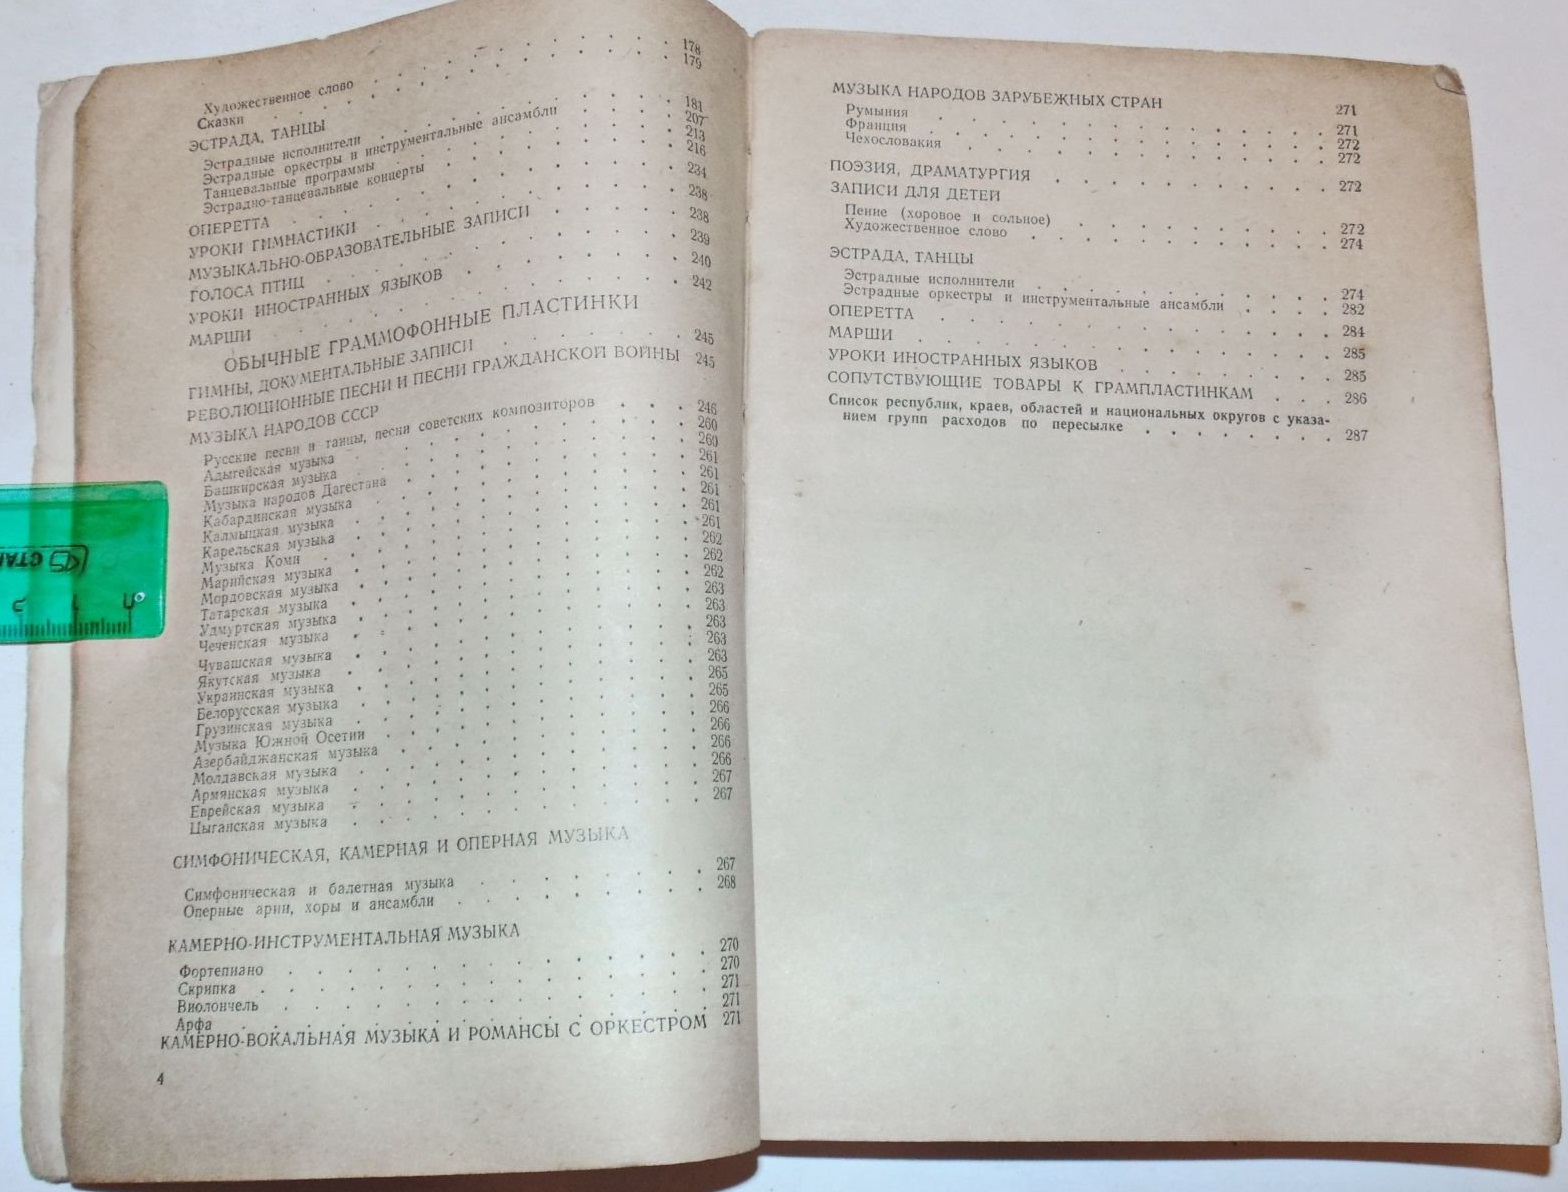 Художественное слово . . . . . . . . . . 178
Сказки . . . . . . . . . . 179
ЭСТРАДА, ТАНЦЫ
Эстрадные исполнители . . . . . . . . . . 181
Эстрадные оркестры и инструментальные ансамбли . . . . 207
Танцевальные программы . . . . . . . . . . 213
Эстрадно-танцевальные концерты . . . . . . . . 216
ОПЕРЕТТА . . . . . . . . . . 234
УРОКИ ГИМНАСТИКИ . . . . . . . . . . 238
МУЗЫКАЛЬНО-ОБРАЗОВАТЕЛЬНЫЕ ЗАПИСИ . . . . . 238
ГОЛОСА ПТИЦ . . . . . . . . . . 239
УРОКИ ИНОСТРАННЫХ ЯЗЫКОВ . . . . . . . . 240
МАРШИ . . . . . . . . . . 242
ОБЫЧНЫЕ ГРАММОФОННЫЕ ПЛАСТИНКИ
ГИМНЫ, ДОКУМЕНТАЛЬНЫЕ ЗАПИСИ . . . . . . . 245
РЕВОЛЮЦИОННЫЕ ПЕСНИ И ПЕСНИ ГРАЖДАНСКОЙ ВОЙНЫ 245
МУЗЫКА НАРОДОВ СССР
Русские песни и танцы, песни советских композиторов . . . 246
Адыгейская музыка . . . . . . . . . . 260
Башкирская музыка . . . . . . . . . . 260
Музыка народов Дагестана . . . . . . . . . . 261
Кабардинская музыка . . . . . . . . . . 261
Калмыцкая музыка . . . . . . . . . . 261
Карельская музыка . . . . . . . . . . 261
Музыка Коми . . . . . . . . . . 261
Марийская музыка . . . . . . . . . . 262
Мордовская музыка . . . . . . . . . . 262
Татарская музыка . . . . . . . . . . 262
Удмуртская музыка . . . . . . . . . . 263
Чеченская музыка . . . . . . . . . . 263
Чувашская музыка . . . . . . . . . . 263
Якутская музыка . . . . . . . . . . 263
Украинская музыка . . . . . . . . . . 263
Белорусская музыка . . . . . . . . . . 265
Грузинская музыка . . . . . . . . . . 265
Музыка Южной Осетии . . . . . . . . . . 266
Азербайджанская музыка . . . . . . . . . . 266
Молдавская музыка . . . . . . . . . . 266
Армянская музыка . . . . . . . . . . 266
Еврейская музыка . . . . . . . . . . 267
Цыганская музыка . . . . . . . . . . 267
СИМФОНИЧЕСКАЯ, КАМЕРНАЯ И ОПЕРНАЯ МУЗЫКА
Симфоническая и балетная музыка . . . . . . . . 267
Оперные арии, хоры и ансамбли . . . . . . . . 268
КАМЕРНО-ИНСТРУМЕНТАЛЬНАЯ МУЗЫКА
Фортепиано . . . . . . . . . . 270
Скрипка . . . . . . . . . . 270
Виолончель . . . . . . . . . . 271
Арфа . . . . . . . . . . 271
КАМЕРНО-ВОКАЛЬНАЯ МУЗЫКА И РОМАНСЫ С ОРКЕСТРОМ 271
4
МУЗЫКА НАРОДОВ ЗАРУБЕЖНЫХ СТРАН 271
Румыния . . . . . . . . . . 271
Франция . . . . . . . . . . 272
Чехословакия . . . . . . . . . . 272
ПОЭЗИЯ, ДРАМАТУРГИЯ . . . . . . . . . . 272
ЗАПИСИ ДЛЯ ДЕТЕЙ
Пение (хоровое и сольное) . . . . . . . . . . 272
Художественное слово . . . . . . . . . . 274
ЭСТРАДА, ТАНЦЫ
Эстрадные исполнители . . . . . . . . . . 274
Эстрадные оркестры и инструментальные ансамбли . . . . 282
ОПЕРЕТТА . . . . . . . . . . 284
МАРШИ . . . . . . . . . . 285
УРОКИ ИНОСТРАННЫХ ЯЗЫКОВ . . . . . . . . . 285
СОПУТСТВУЮЩИЕ ТОВАРЫ К ГРАМПЛАСТИНКАМ . . . 286
Список республик, краев, областей и национальных округов с указа-
нием групп расходов по пересылке . . . . . . . . 287